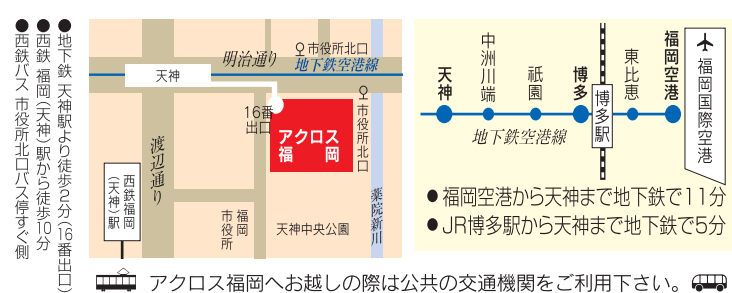 ●地下鉄 天神駅より徒歩2分(16番出口)
●西鉄 福岡(天神)駅から徒歩10分
●西鉄バス 市役所北口バス停すぐ側
明治通り
市役所北口
地下鉄空港線
天神
16番
出口
アクロス
福岡
市役所北口
渡辺通り
西鉄福岡
(天神)駅
福岡
市役所
天神中央公園
薬院新川
天神
中洲川端
祇園
博多
博多駅
東比恵
福岡空港
福岡国際空港
地下鉄空港線
●福岡空港から天神まで地下鉄で11分
●JR博多駅から天神まで地下鉄で5分
アクロス福岡へお越しの際は公共の交通機関をご利用下さい。